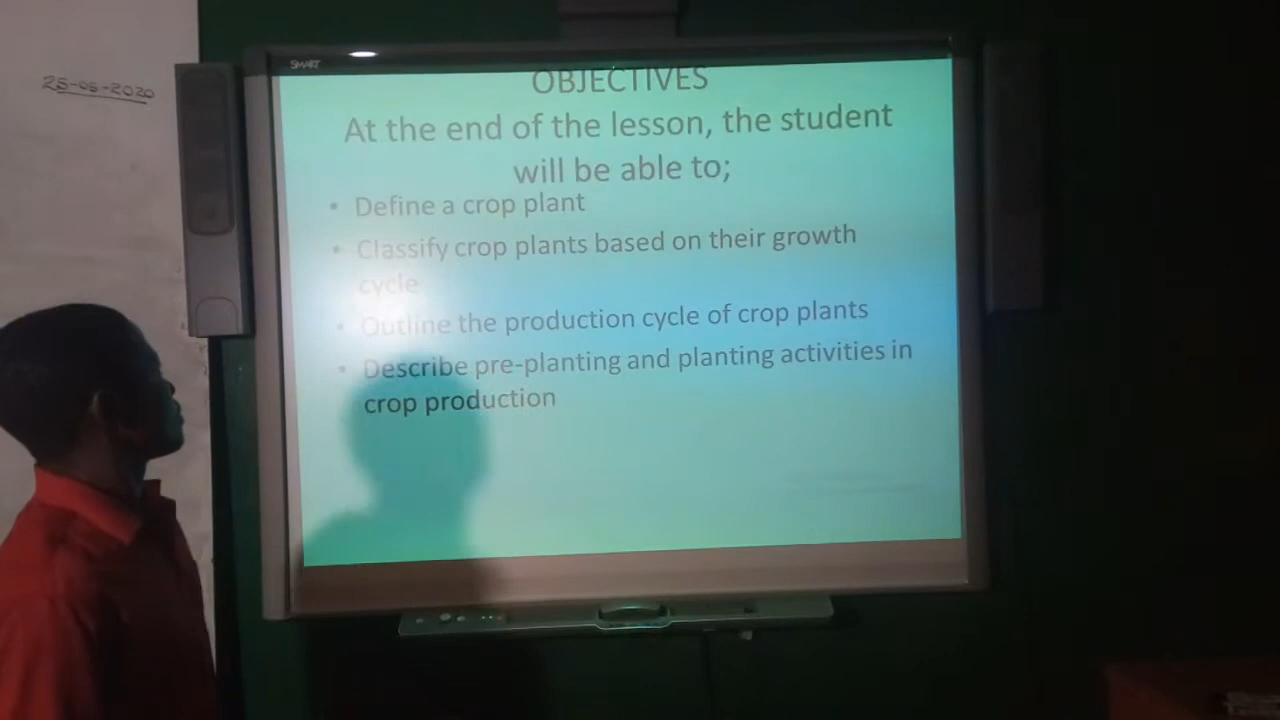 25-05-2020
SMART
OBJECTIVES
At the end of the lesson, the student
will be able to;
• Define a crop plant
• Classify crop plants based on their growth
cycle
• Outline the production cycle of crop plants
• Describe pre-planting and planting activities in
crop production